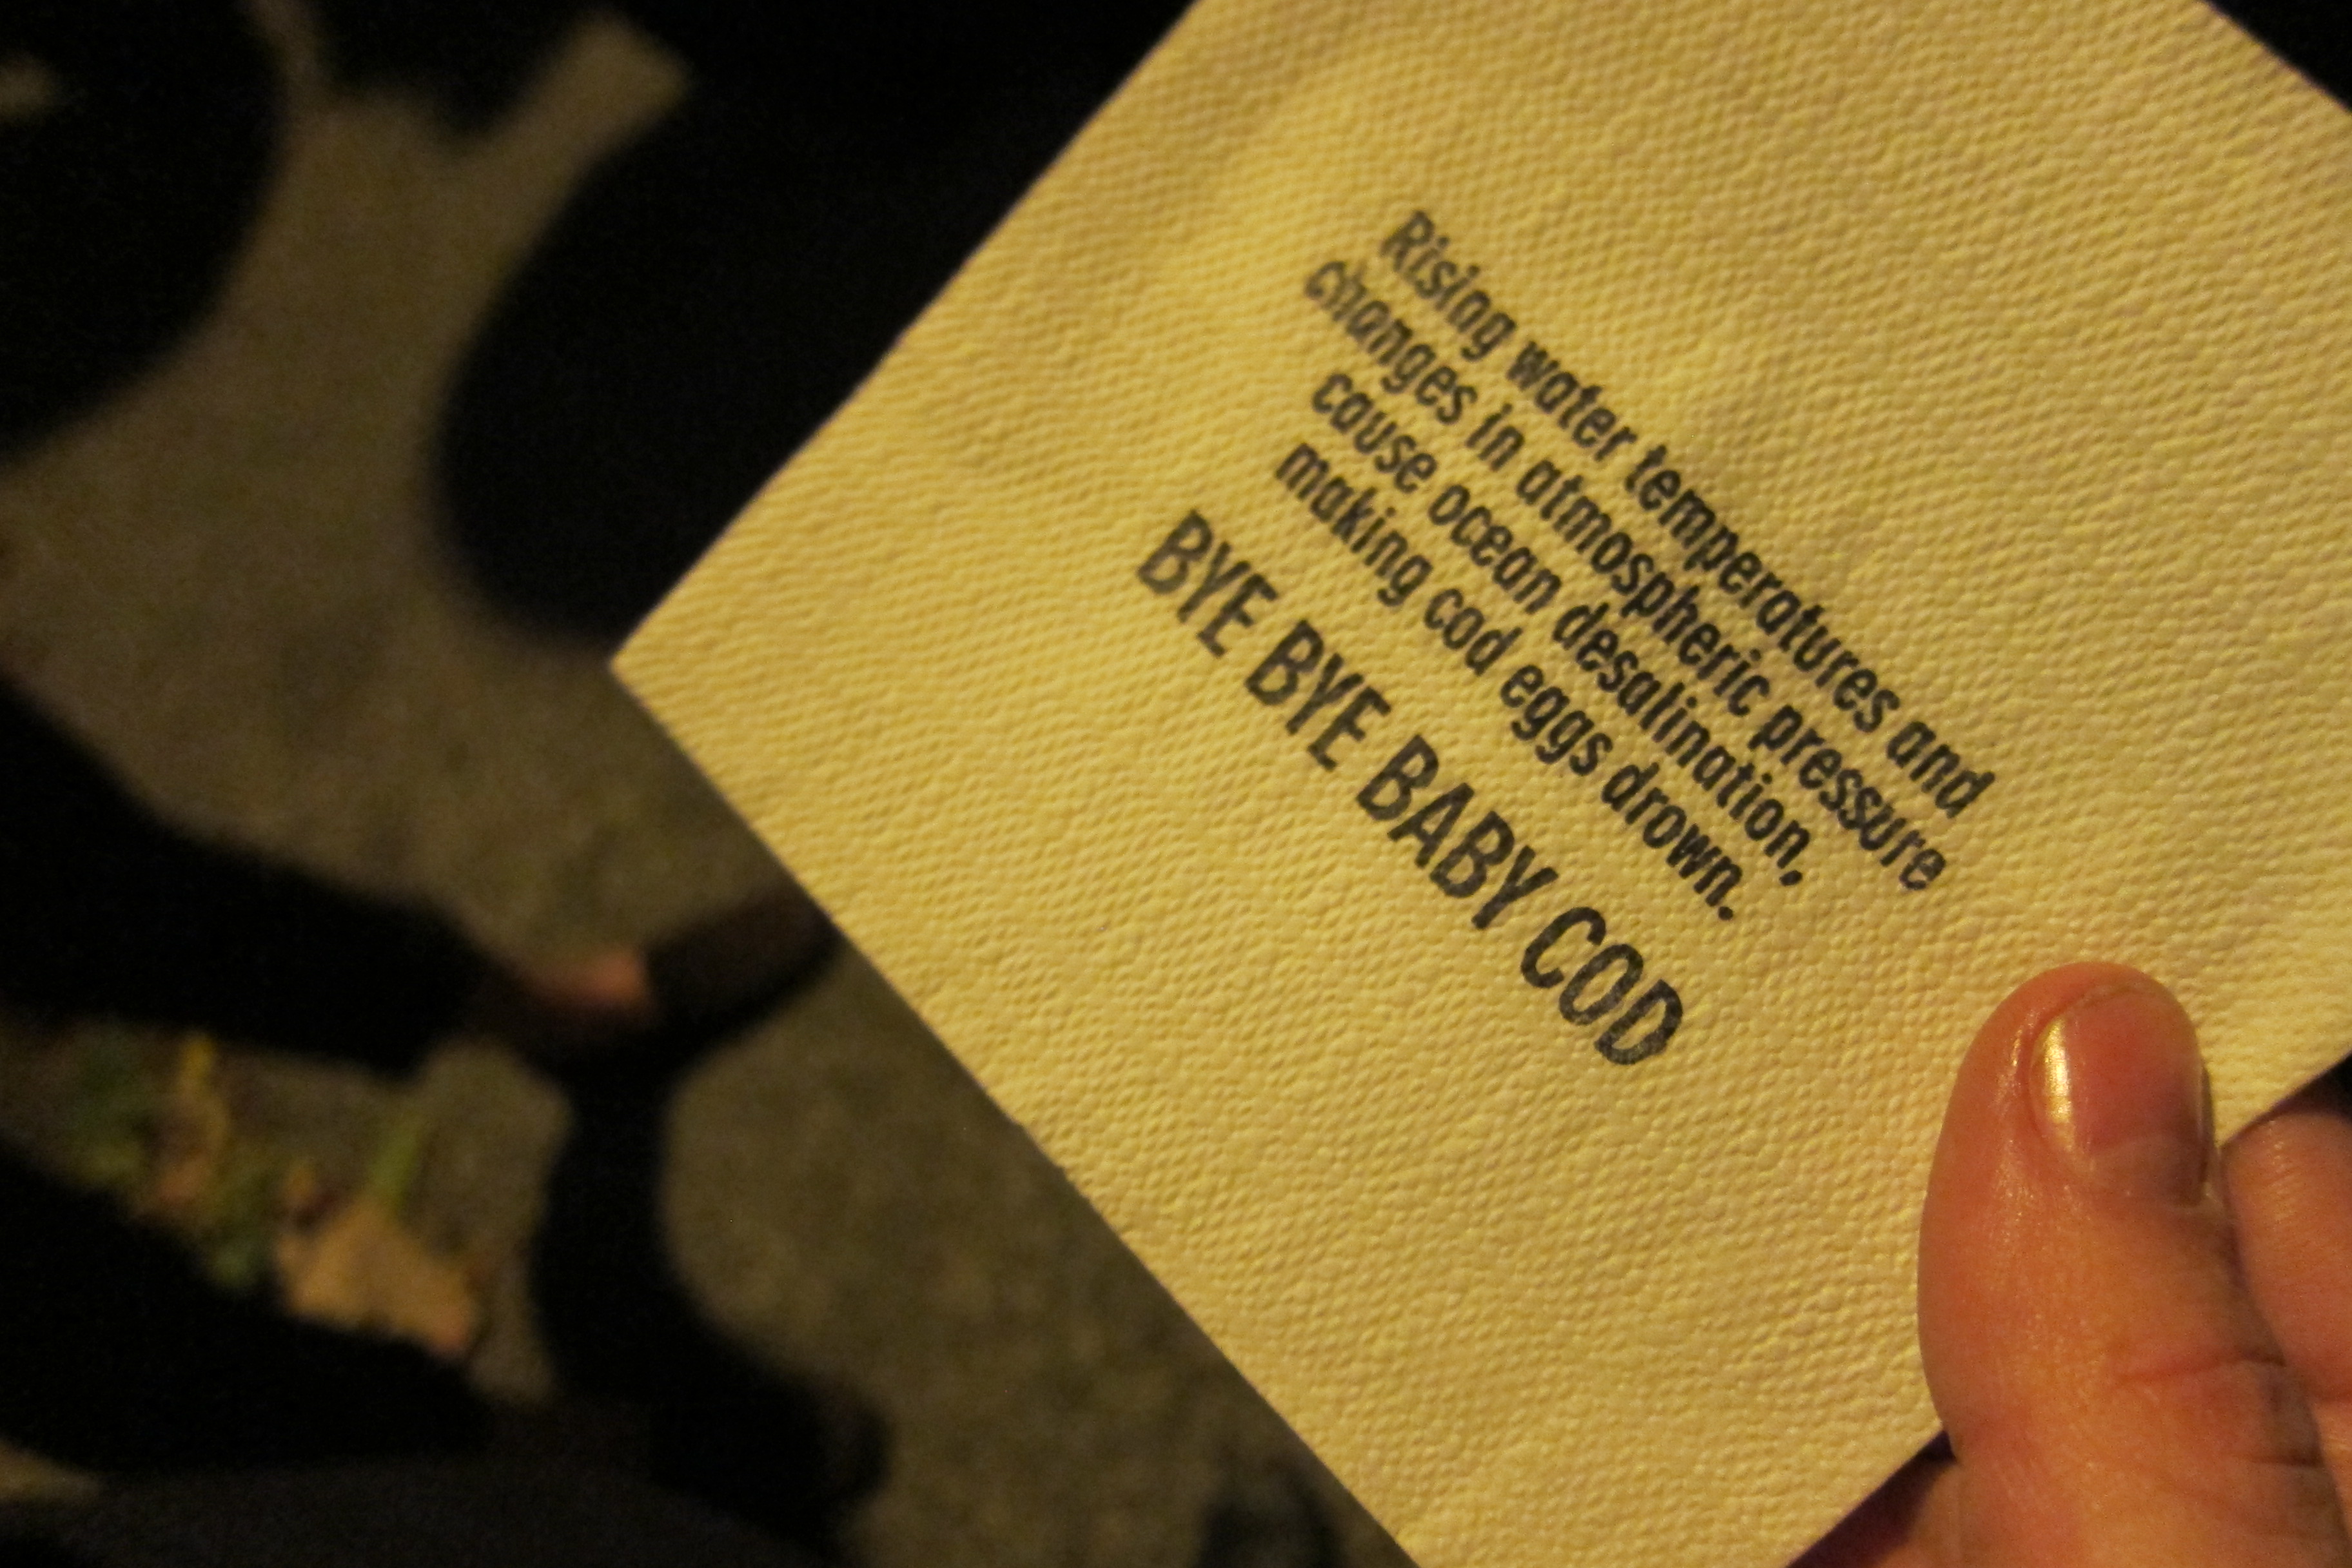 Rising water temperatures and
changes in atmospheric pressure
cause ocean desalination,
making cod eggs drown.
BYE BYE BABY COD